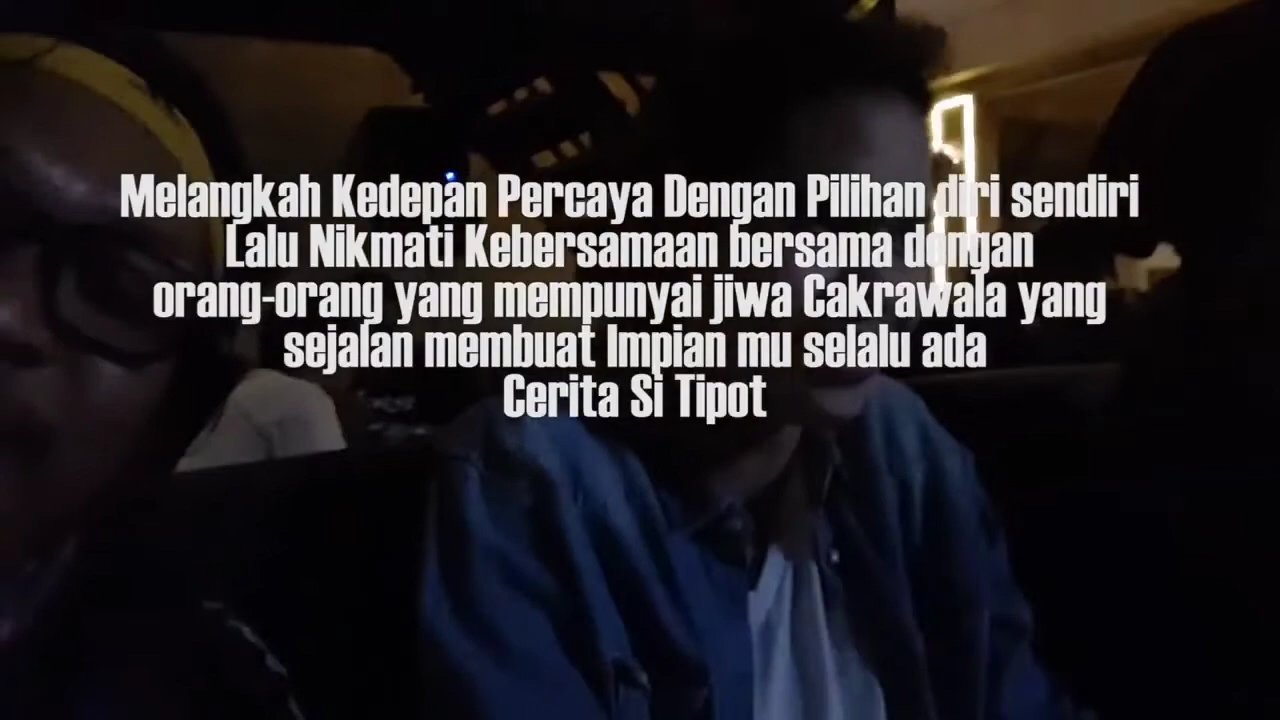 Melangkah Kedepan Percaya Dengan Pilihan diri sendiri
Lalu Nikmati Kebersamaan bersama dengan
orang-orang yang mempunyai jiwa Cakrawala yang
sejalan membuat Impian mu selalu ada
Cerita Si Tipot